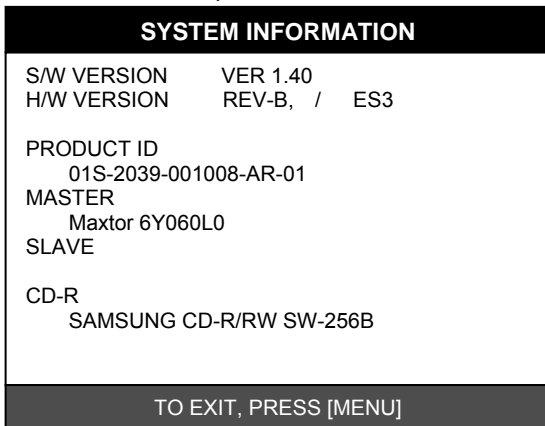 SYSTEM INFORMATION
S/W VERSION VER 1.40
H/W VERSION REV-B, / ES3
PRODUCT ID
01S-2039-001008-AR-01
MASTER
Maxtor 6Y060L0
SLAVE
CD-R
SAMSUNG CD-R/RW SW-256B
TO EXIT, PRESS [MENU]